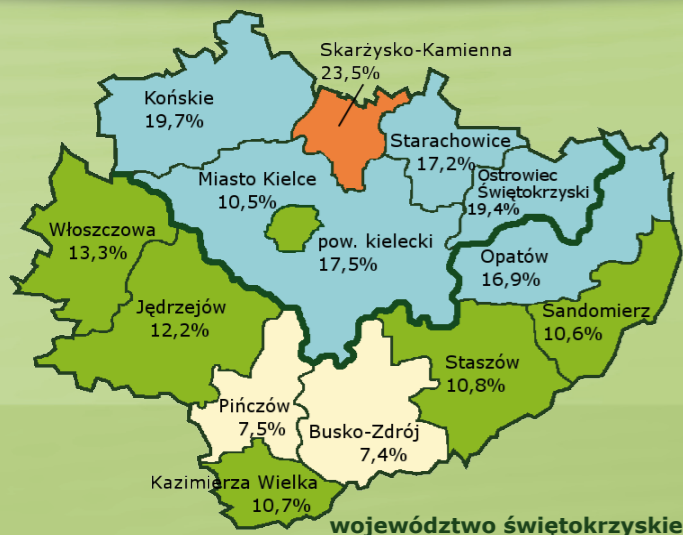 Skarżysko-Kamienna
23,5%
Końskie
19,7%
Starachowice
17,2%
Miasto Kielce
10,5%
Ostrowiec
Świętokrzyski
19,4%
Włoszczowa
13,3%
pow. kielecki
17,5%
Opatów
16,9%
Jędrzejów
12,2%
Sandomierz
10,6%
Staszów
10,8%
Pińczów
7,5%
Busko-Zdrój
7,4%
Kazimierza Wielka
10,7%
województwo świętokrzyskie